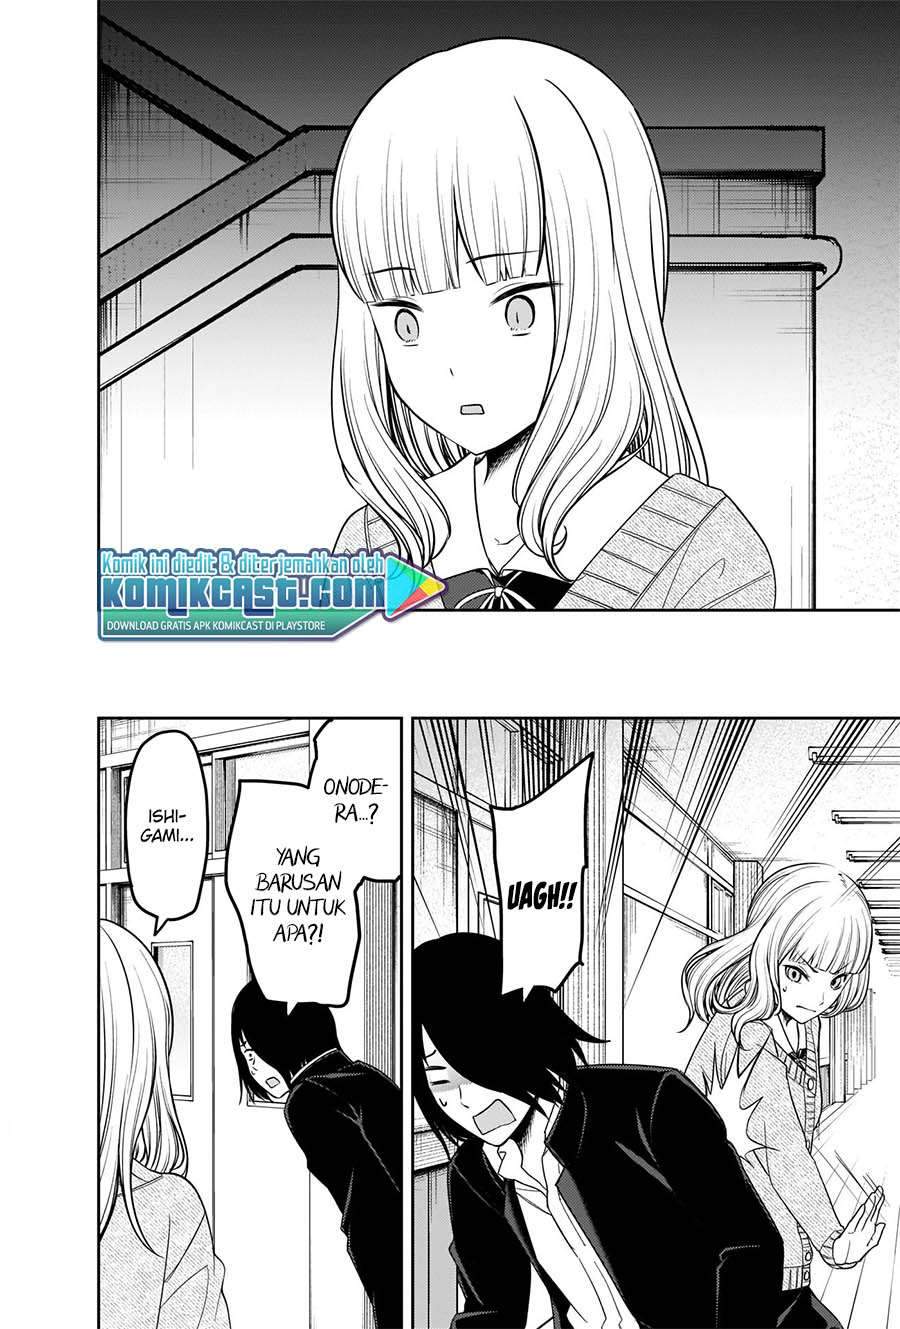 Komik ini diedit & diterjemahkan oleh
KOMIKCAST.COM
DOWNLOAD GRATIS APK KOMIKCAST DI PLAYSTORE
UAGH!!
ONODE-
RA...?
YANG
BARUSAN
ITU UNTUK
APA?!
ISHI-
GAMI...